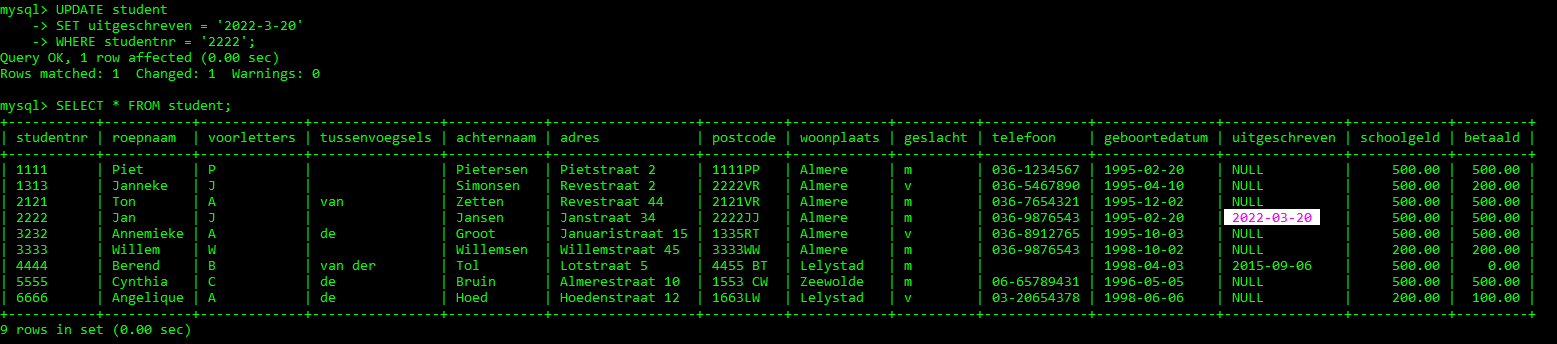 mysql> UPDATE student
    -> SET uitgeschreven = '2022-3-20'
    -> WHERE studentnr = '2222';
Query OK, 1 row affected (0.00 sec)
Rows matched: 1  Changed: 1  Warnings: 0

mysql> SELECT * FROM student;
+-----------+-----------+-------------+---------------+------------+------------------+----------+------------+----------+-------------+---------------+---------------+------------+---------+
| studentnr | roepnaam  | voorletters | tussenvoegsels | achternaam | adres             | postcode | woonplaats | geslacht | telefoon    | geboortedatum | uitgeschreven | schoolgeld | betaald |
+-----------+-----------+-------------+---------------+------------+------------------+----------+------------+----------+-------------+---------------+---------------+------------+---------+
| 1111      | Piet      | P           |                | Pietersen  | Pietstraat 2      | 1111PP   | Almere     | m        | 036-1234567 | 1995-02-20    | NULL          |     500.00 |  500.00 |
| 1313      | Janneke   | J           |                | Simonsen   | Revestraat 2      | 2222VR   | Almere     | v        | 036-5467890 | 1995-04-10    | NULL          |     500.00 |  200.00 |
| 2121      | Ton       | A           | van            | Zetten     | Revestraat 44     | 2121VR   | Almere     | m        | 036-7654321 | 1995-12-02    | NULL          |     500.00 |  500.00 |
| 2222      | Jan       | J           |                | Jansen     | Janstraat 34      | 2222JJ   | Almere     | m        | 036-9876543 | 1995-02-20    | 2022-03-20    |     500.00 |  500.00 |
| 3232      | Annemieke | A           | de             | Groot      | Januaristraat 15  | 1335RT   | Almere     | v        | 036-8912765 | 1995-10-03    | NULL          |     500.00 |  500.00 |
| 3333      | Willem    | W           |                | Willemsen  | Willemstraat 45   | 3333WW   | Almere     | m        | 036-9876543 | 1998-10-02    | NULL          |     200.00 |  200.00 |
| 4444      | Berend    | B           | van der        | Tol        | Lotstraat 5       | 4455 BT  | Lelystad   | m        |             | 1998-04-03    | 2015-09-06    |     500.00 |    0.00 |
| 5555      | Cynthia   | C           | de             | Bruin      | Almerestraat 10   | 1553 CW  | Zeewolde   | m        | 06-65789431 | 1996-05-05    | NULL          |     500.00 |  500.00 |
| 6666      | Angelique | A           | de             | Hoed       | Hoedenstraat 12   | 1663LW   | Lelystad   | v        | 03-20654378 | 1998-06-06    | NULL          |     200.00 |  100.00 |
+-----------+-----------+-------------+---------------+------------+------------------+----------+------------+----------+-------------+---------------+---------------+------------+---------+
9 rows in set (0.00 sec)